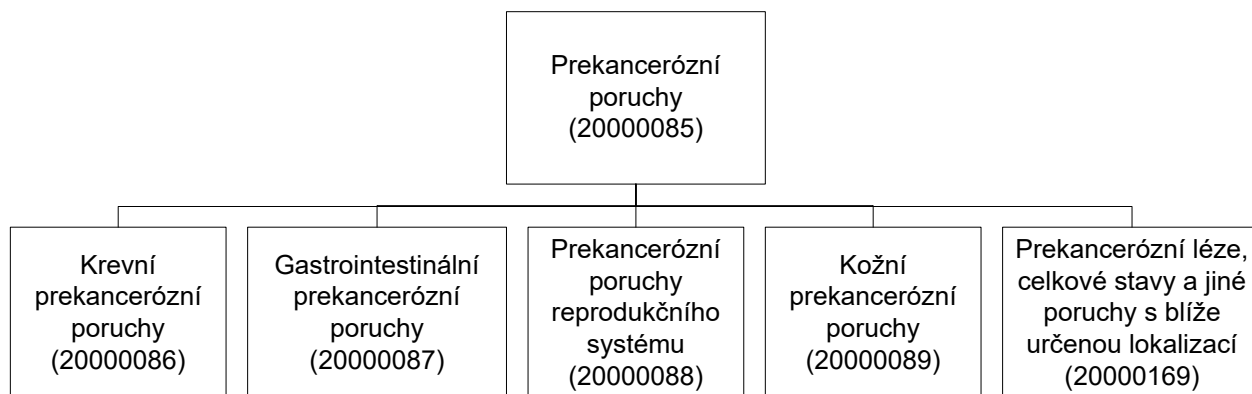 Prekancerózní
poruchy
(20000085)
Krevní
prekancerózní
poruchy
(20000086)
Gastrointestinální
prekancerózní
poruchy
(20000087)
Prekancerózní
poruchy
reprodukčního
systému
(20000088)
Kožní
prekancerózní
poruchy
(20000089)
Prekancerózní léze,
celkové stavy a jiné
poruchy s blíže
určenou lokalizací
(20000169)